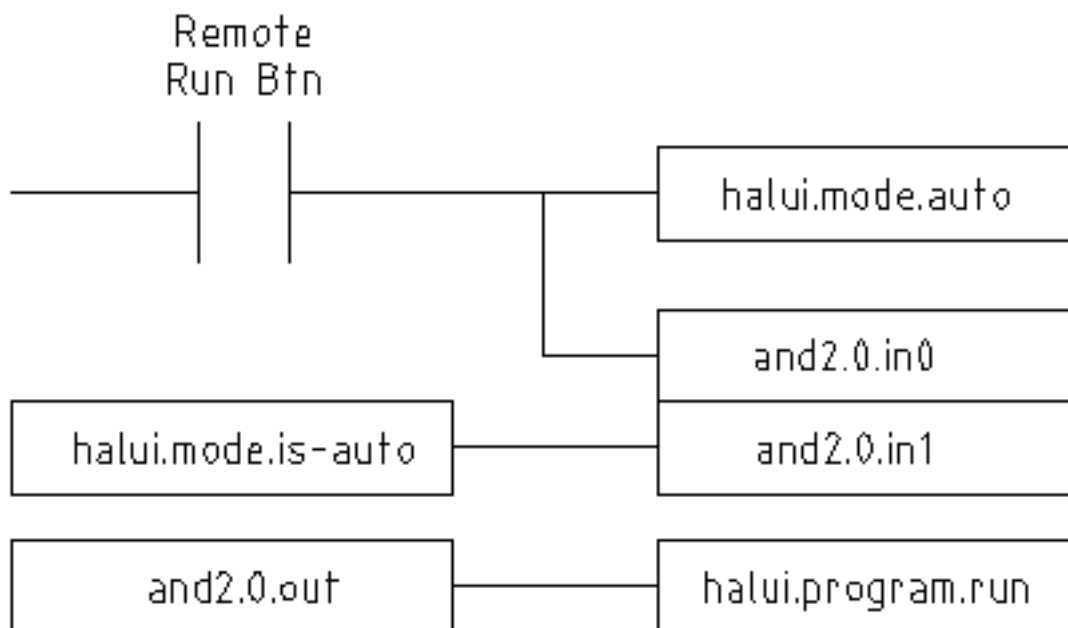 Remote
Run Btn
halui.mode.auto
and2.0.in0
halui.mode.is-auto
and2.0.in1
and2.0.out
halui.program.run